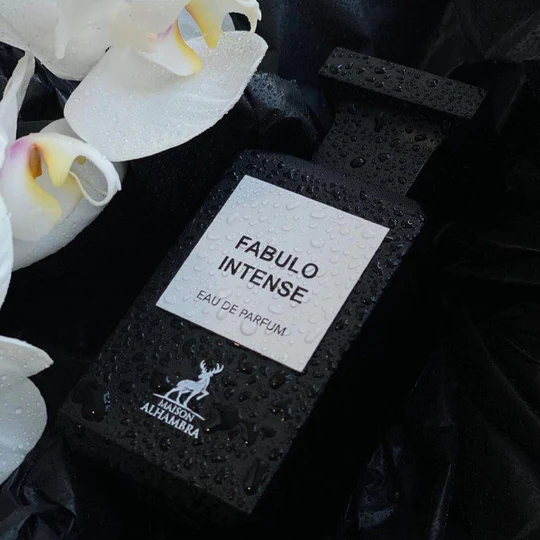 FABULO
INTENSE
EAU DE PARFUM
MAISON
ALHAMBRA